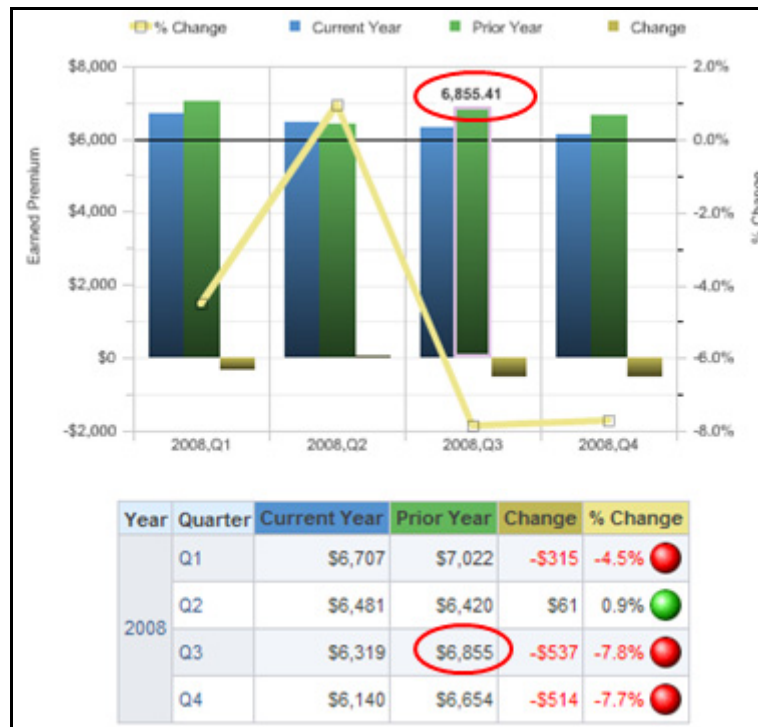 % Change Current Year Prior Year Change
$8,000 2.0%
6,855.41
$6,000 0.0%
$4,000 -2.0%
$2,000 -4.0%
$0 -6.0%
-$2,000 -8.0%
Earned Premium
% Change
2008,Q1 2008,Q2 2008,Q3 2008,Q4
Year Quarter Current Year Prior Year Change % Change
2008
Q1 $6,707 $7,022 -$315 -4.5%
Q2 $6,481 $6,420 $61 0.9%
Q3 $6,319 $6,855 -$537 -7.8%
Q4 $6,140 $6,654 -$514 -7.7%